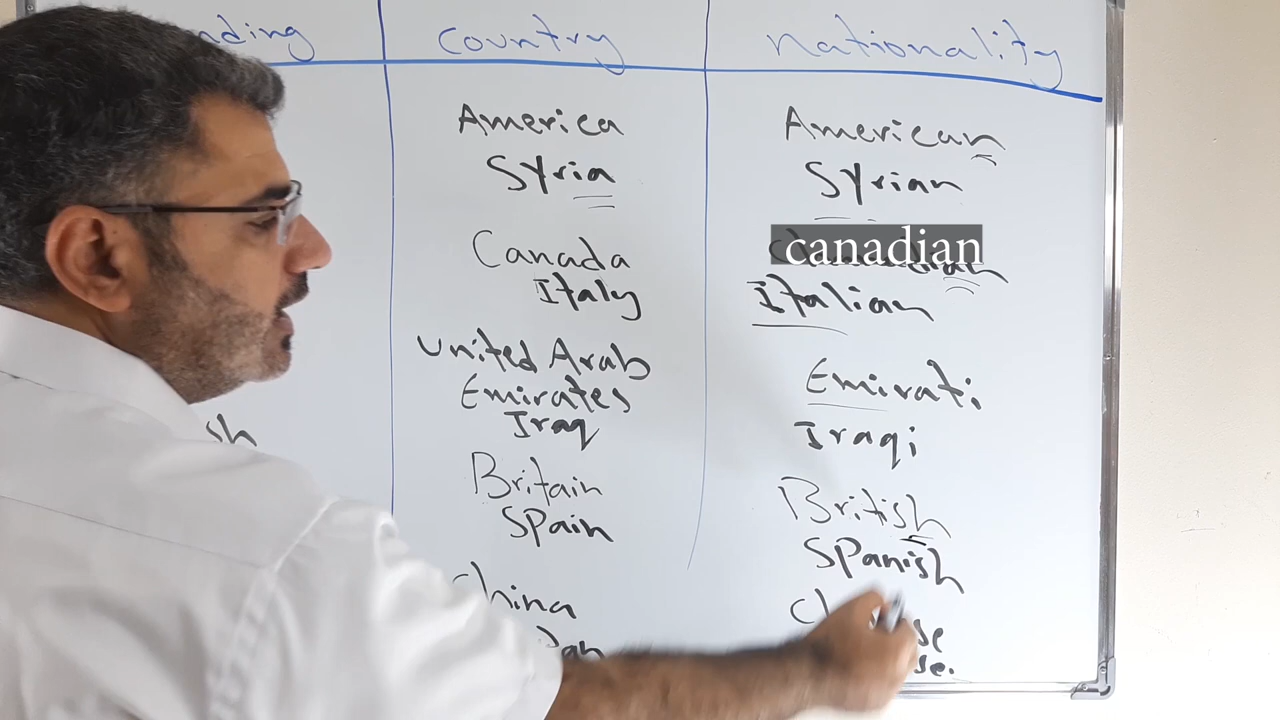 country nationality
America American
Syria Syrian
Canada canadian
Italy Italian
United Arab
Emirates Emirati
Iraq Iraqi
Britain British
Spain Spanish
China